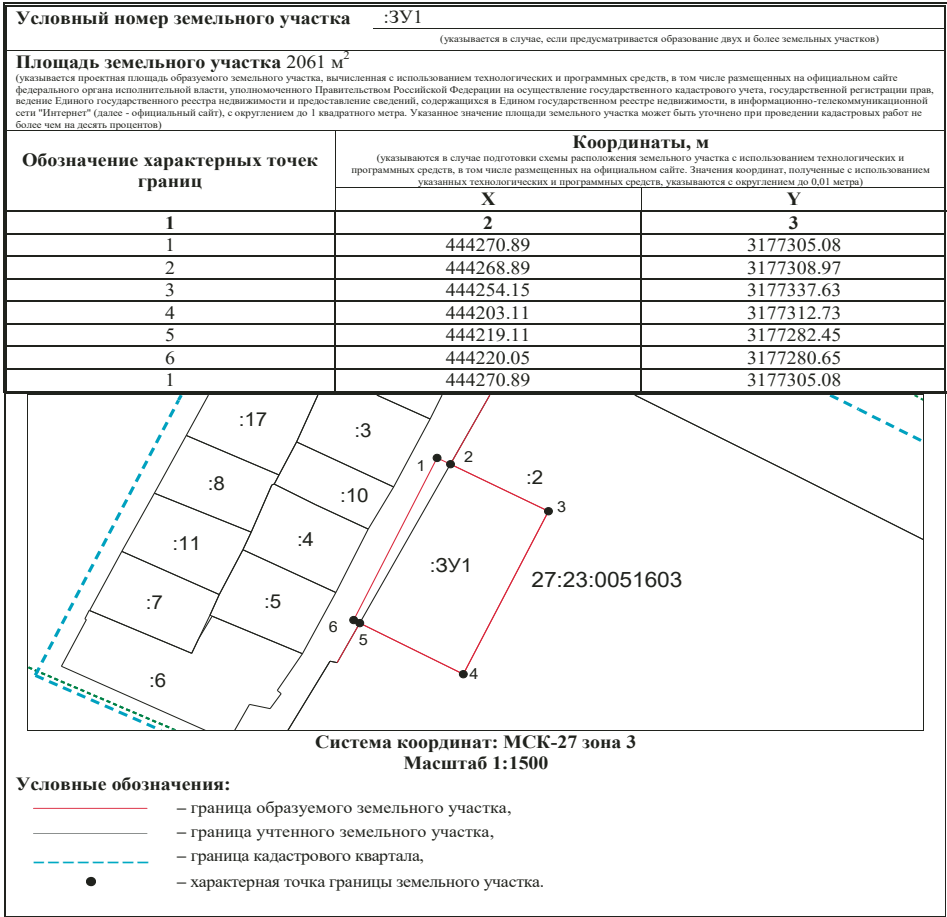 Условный номер земельного участка :ЗУ1
(указывается в случае, если предусматривается образование двух и более земельных участков)
Площадь земельного участка 2061 м²
(указывается проектная площадь образуемого земельного участка, вычисленная с использованием технологических и программных средств, в том числе размещенных на официальном сайте
федерального органа исполнительной власти, уполномоченного Правительством Российской Федерации на осуществление государственного кадастрового учета, государственной регистрации прав,
ведение Единого государственного реестра недвижимости и предоставление сведений, содержащихся в Едином государственном реестре недвижимости, в информационно-телекоммуникационной
сети "Интернет" (далее - официальный сайт), с округлением до 1 квадратного метра. Указанное значение площади земельного участка может быть уточнено при проведении кадастровых работ не
более чем на десять процентов)
Обозначение характерных точек
границ
Координаты, м
(указываются в случае подготовки схемы расположения земельного участка с использованием технологических и
программных средств, в том числе размещенных на официальном сайте. Значения координат, полученные с использованием
указанных технологических и программных средств, указываются с округлением до 0,01 метра)
X Y
1 2 3
1 444270.89 3177305.08
2 444268.89 3177308.97
3 444254.15 3177337.63
4 444203.11 3177312.73
5 444219.11 3177282.45
6 444220.05 3177280.65
1 444270.89 3177305.08
:17
:3
1
2
:2
:8
:10
3
:11
:4
:ЗУ1
27:23:0051603
:7
:5
6
5
4
:6
Система координат: МСК-27 зона 3
Масштаб 1:1500
Условные обозначения:
– граница образуемого земельного участка,
– граница учтенного земельного участка,
– граница кадастрового квартала,
– характерная точка границы земельного участка.